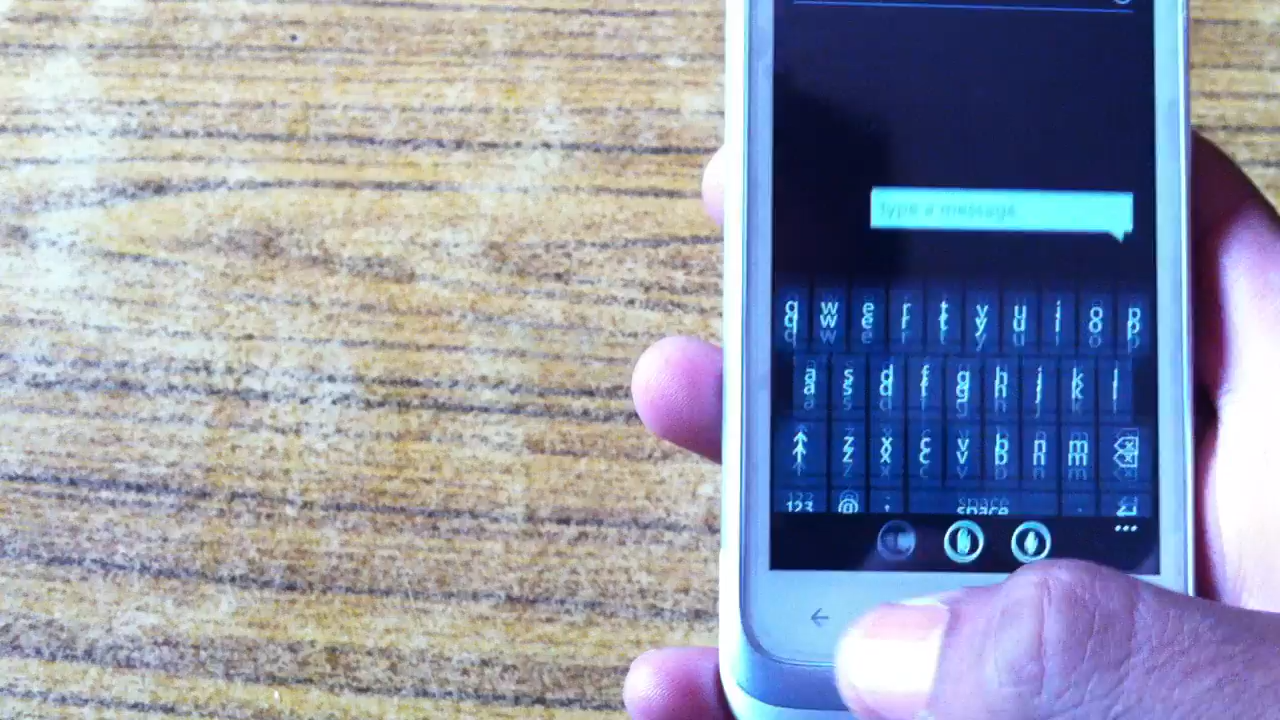 type a message
q w e r t y u i o p
a s d f g h j k l
z x c v b n m
123 @ space .